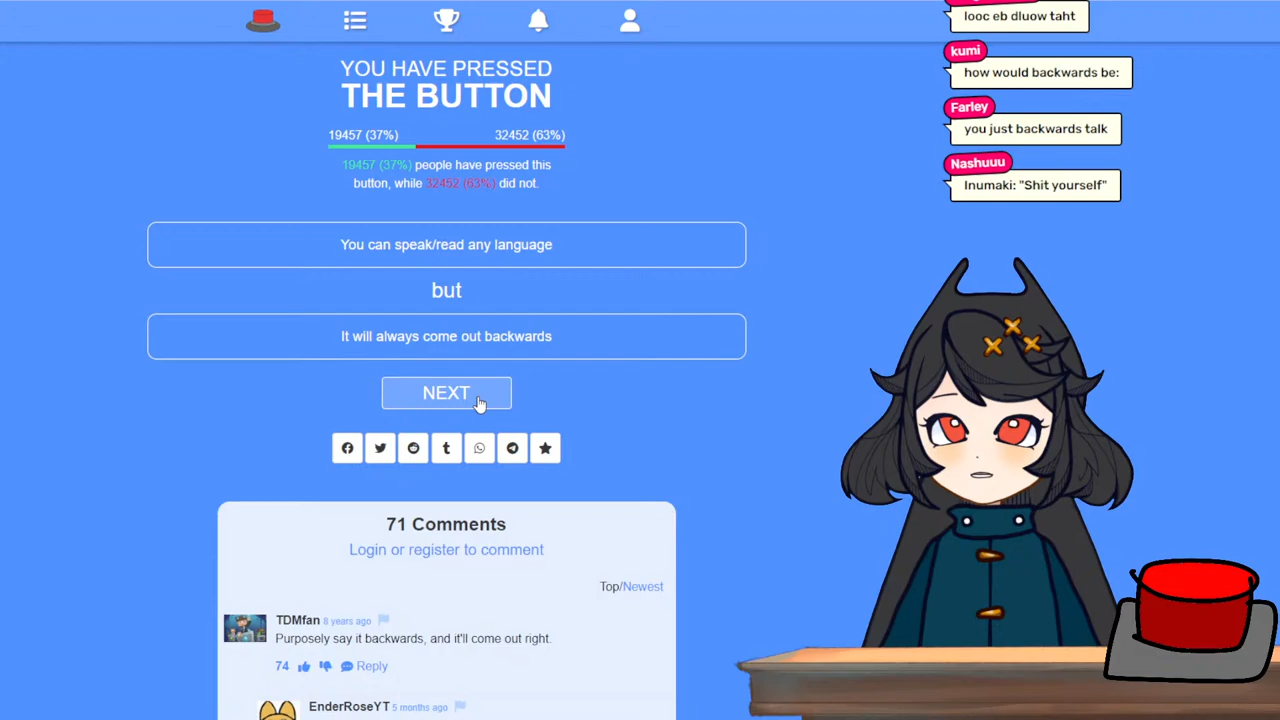 looc eb dluow taht
kumi
how would backwards be:
Farley
you just backwards talk
Nashuuu
Inumaki: "Shit yourself"
YOU HAVE PRESSED
THE BUTTON
19457 (37%) 32452 (63%)
19457 (37%) people have pressed this
button, while 32452 (63%) did not.
You can speak/read any language
but
It will always come out backwards
NEXT
71 Comments
Login or register to comment
Top/Newest
TDMfan 8 years ago
Purposely say it backwards, and it'll come out right.
74 Reply
EnderRoseYT 5 months ago